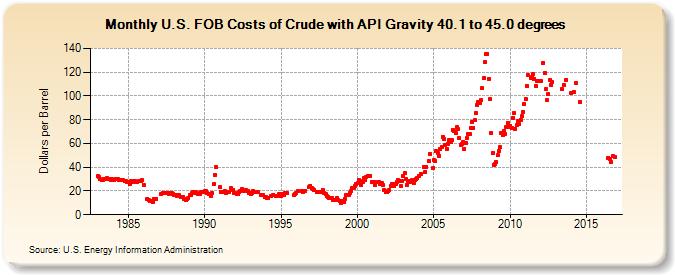 Monthly U.S. FOB Costs of Crude with API Gravity 40.1 to 45.0 degrees
Dollars per Barrel
140
120
100
80
60
40
20
0
1985 1990 1995 2000 2005 2010 2015
Source: U.S. Energy Information Administration